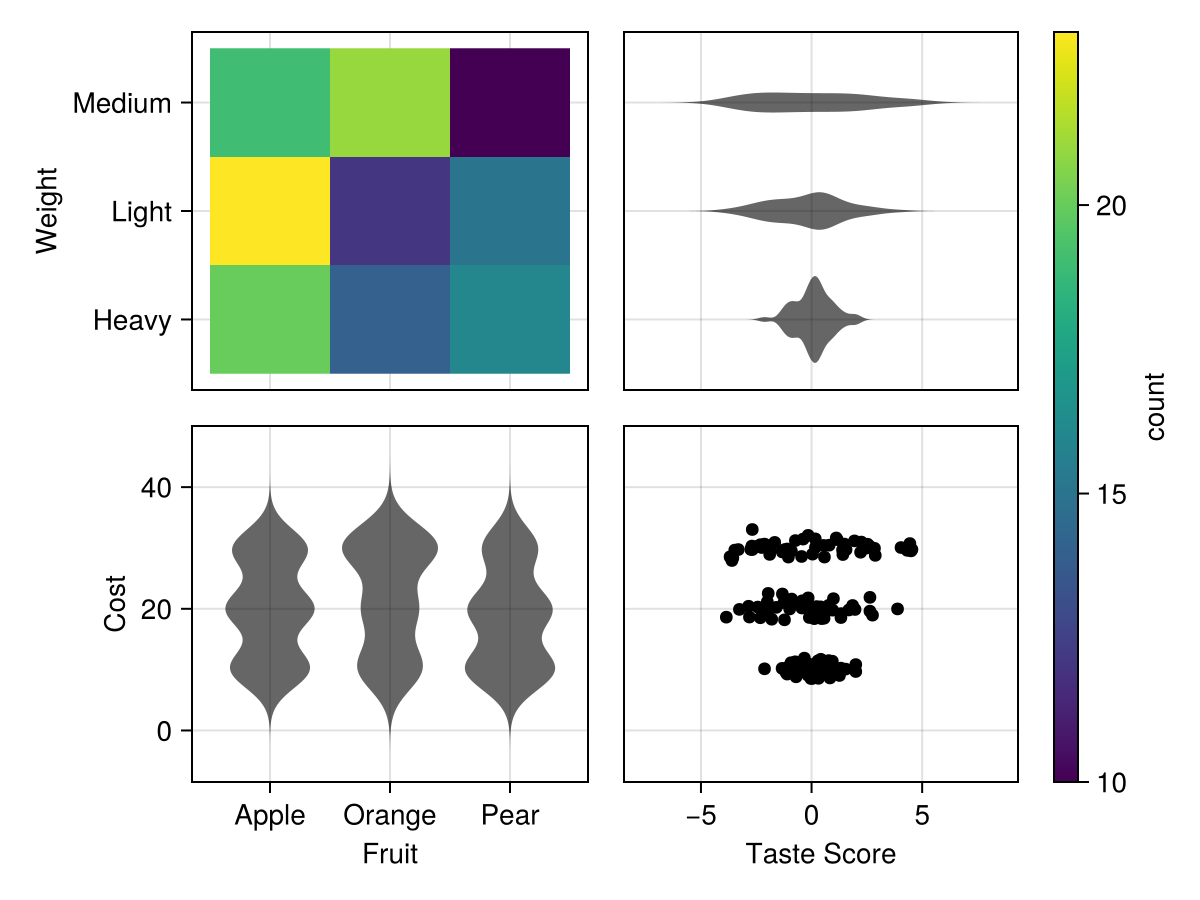 Weight
Medium
Light
Heavy
Cost
40
20
0
Apple
Orange
Pear
Fruit
−5
0
5
Taste Score
20
15
10
count